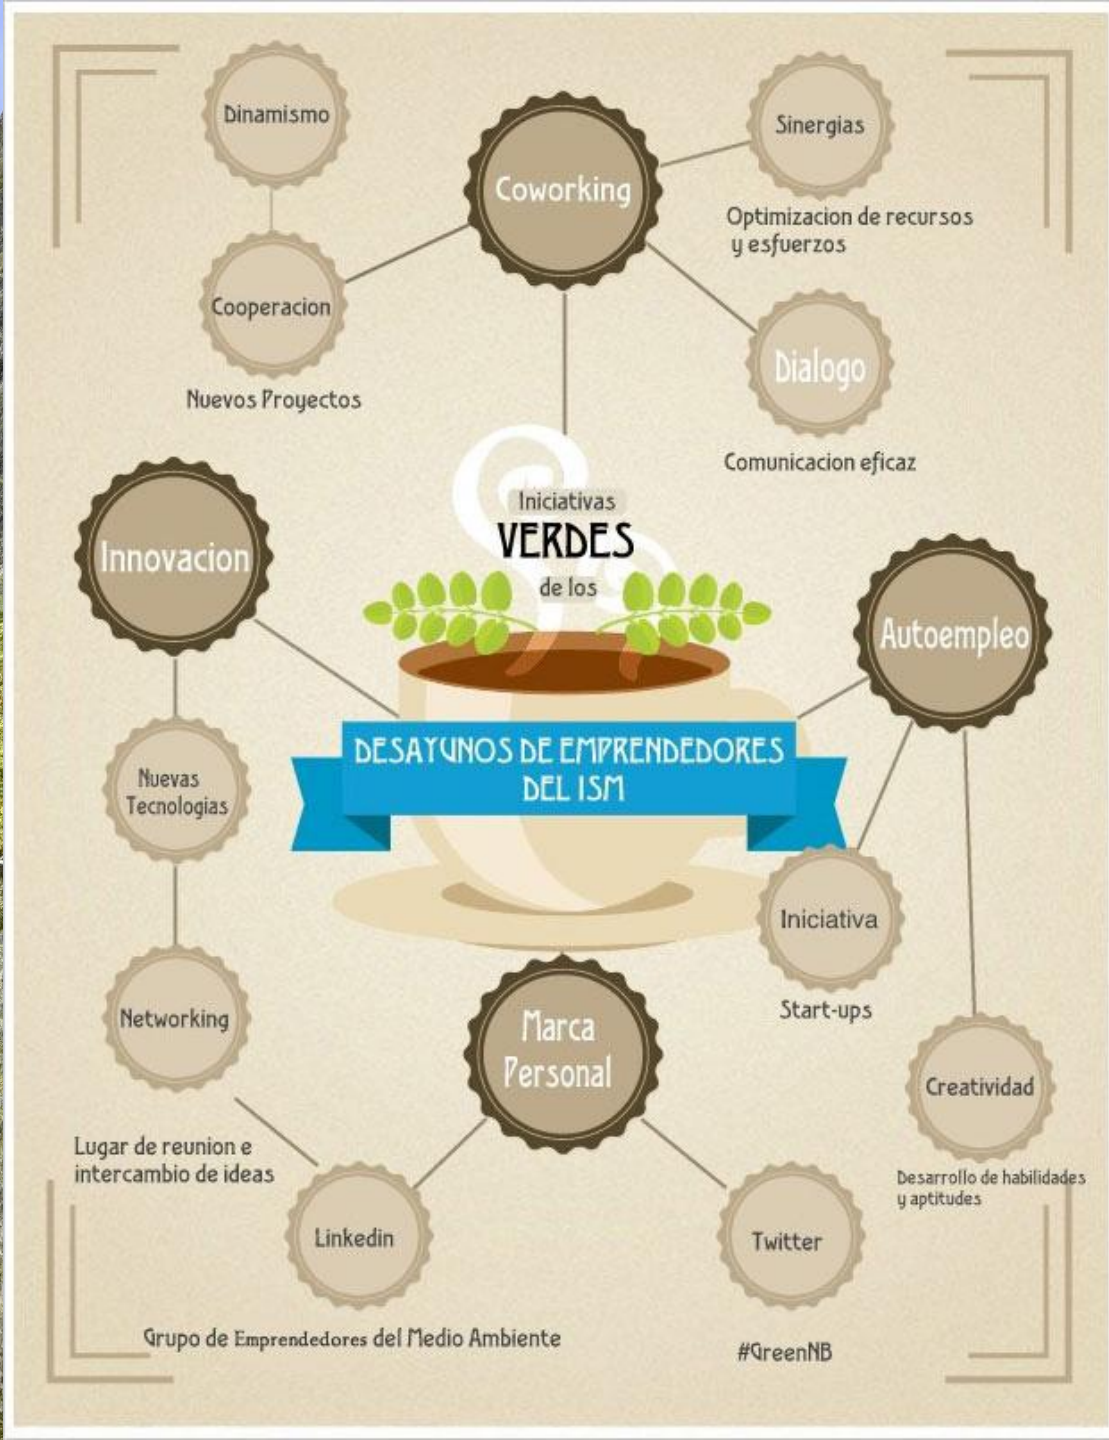 Dinamismo
Coworking
Sinergias
Optimizacion de recursos
y esfuerzos
Cooperacion
Nuevos Proyectos
Dialogo
Comunicacion eficaz
Iniciativas
VERDES
de los
Innovacion
Autoempleo
DESAYUNOS DE EMPRENDEDORES
DEL ISM
Nuevas
Tecnologias
Iniciativa
Start-ups
Networking
Marca
Personal
Creatividad
Lugar de reunion e
intercambio de ideas
Desarrollo de habilidades
y aptitudes
Linkedin
Twitter
Grupo de Emprendedores del Medio Ambiente
#GreenNB